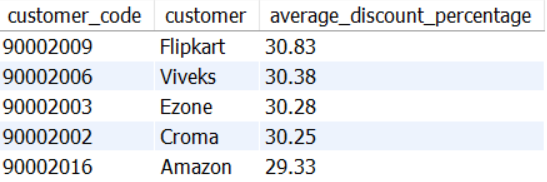 customer_code customer average_discount_percentage
90002009 Flipkart 30.83
90002006 Viveks 30.38
90002003 Ezone 30.28
90002002 Croma 30.25
90002016 Amazon 29.33